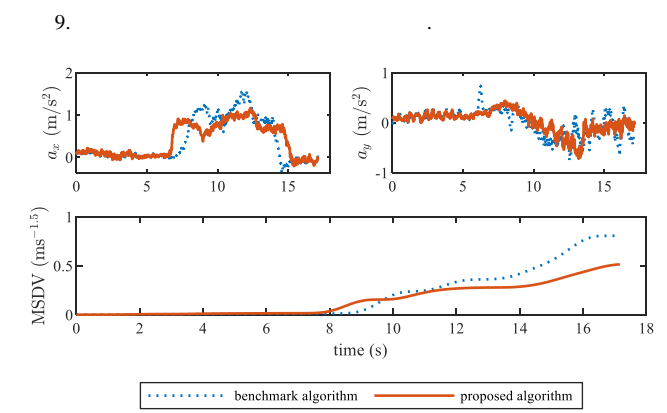 9. .
2
1
0
a_x (m/s²)
0 5 10 15
1
0
-1
a_y (m/s²)
0 5 10 15
1
0.5
0
MSDV (ms^−1.5)
0 2 4 6 8 10 12 14 16 18
time (s)
benchmark algorithm proposed algorithm